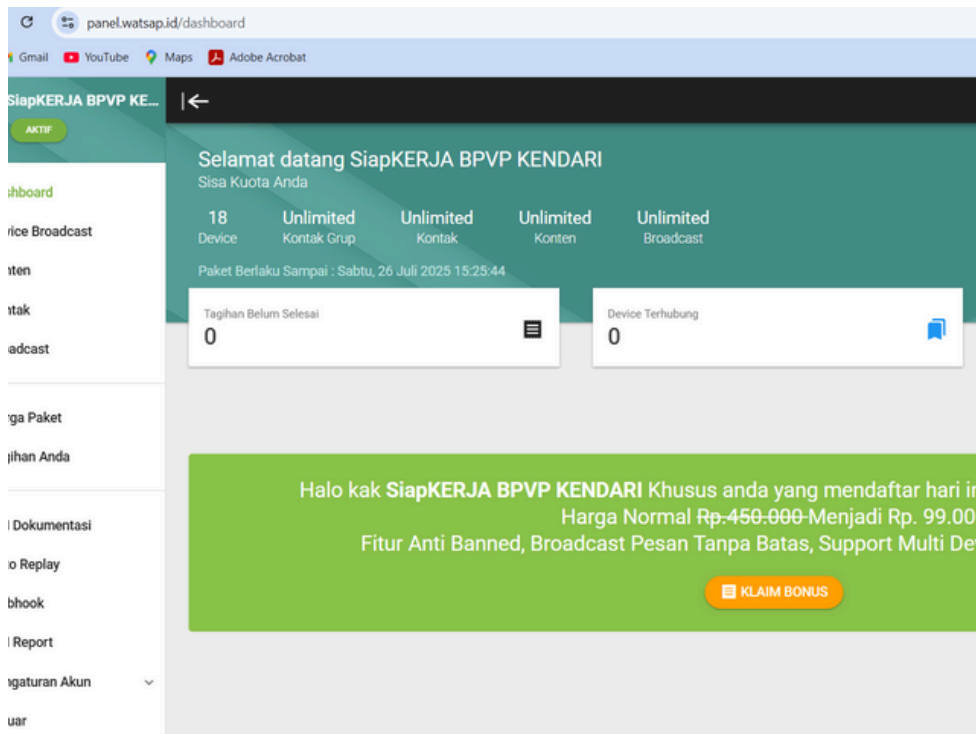 panel.watsap.id/dashboard
Gmail YouTube Maps Adobe Acrobat
SiapKERJA BPVP KE...
AKTIF
Selamat datang SiapKERJA BPVP KENDARI
Sisa Kuota Anda
18 Unlimited Unlimited Unlimited Unlimited
Device Kontak Grup Kontak Konten Broadcast
Paket Berlaku Sampai : Sabtu, 26 Juli 2025 15:25:44
Tagihan Belum Selesai
0
Device Terhubung
0
shboard
vice Broadcast
nten
ntak
adcast
rga Paket
gihan Anda
I Dokumentasi
to Replay
bhook
I Report
ngaturan Akun
uar
Halo kak SiapKERJA BPVP KENDARI Khusus anda yang mendaftar hari in
Harga Normal Rp.450.000 Menjadi Rp. 99.00
Fitur Anti Banned, Broadcast Pesan Tanpa Batas, Support Multi De
KLAIM BONUS